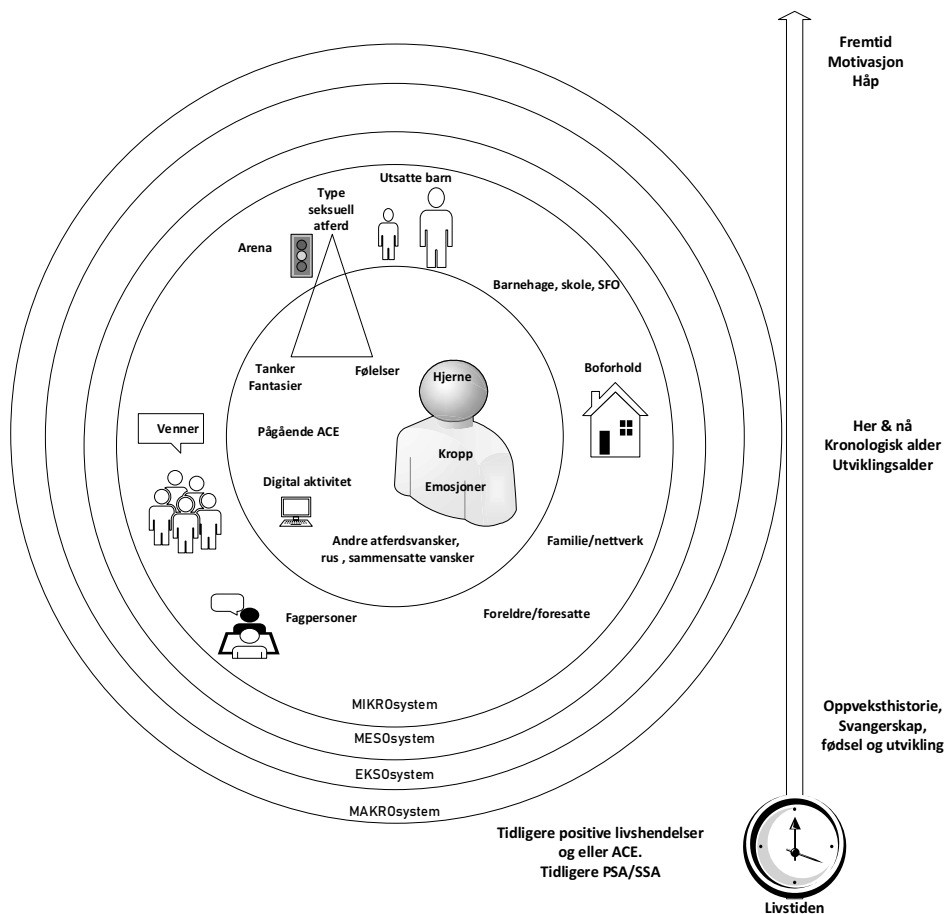 Fremtid
Motivasjon
Håp
Utsatte barn
Type
seksuell
atferd
Arena
Barnehage, skole, SFO
Tanker
Fantasier
Følelser
Hjerne
Boforhold
Venner
Pågående ACE
Kropp
Her & nå
Kronologisk alder
Utviklingsalder
Digital aktivitet
Emosjoner
Andre atferdsvansker,
rus , sammensatte vansker
Familie/nettverk
Fagpersoner
Foreldre/foresatte
MIKROsystem
MESOsystem
EKSOsystem
MAKROsystem
Oppveksthistorie,
Svangerskap,
fødsel og utvikling
Tidligere positive livshendelser
og eller ACE.
Tidligere PSA/SSA
Livstiden